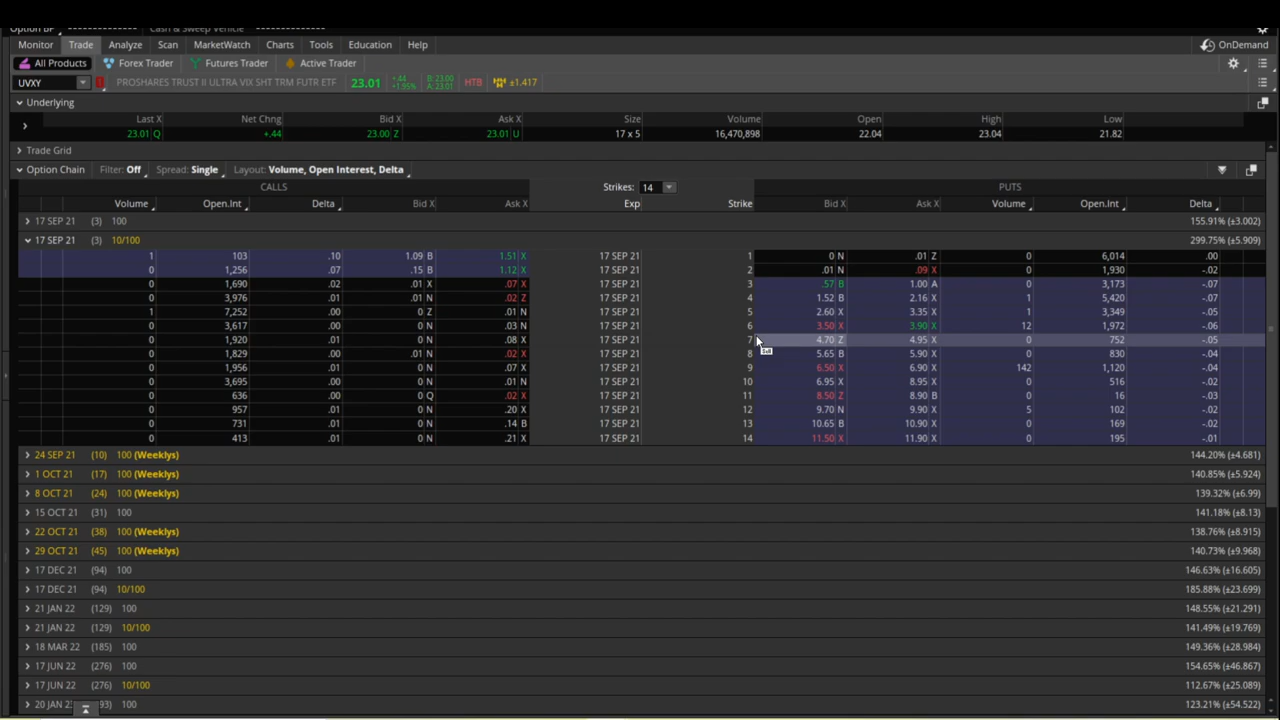 Option BP Cash & Sweep Vehicle
Monitor Trade Analyze Scan MarketWatch Charts Tools Education Help OnDemand
All Products Forex Trader Futures Trader Active Trader
UVXY PROSHARES TRUST II ULTRA VIX SHT TRM FUTR ETF 23.01 +.44 +1.95% B: 23.00 A: 23.01 HTB ±1.417
Underlying
Last X Net Chng Bid X Ask X Size Volume Open High Low
23.01 Q +.44 23.00 Z 23.01 U 17 x 5 16,470,898 22.04 23.04 21.82
Trade Grid
Option Chain Filter: Off Spread: Single Layout: Volume, Open Interest, Delta
CALLS Strikes: 14 PUTS
Volume Open.Int Delta Bid X Ask X Exp Strike Bid X Ask X Volume Open.Int Delta
17 SEP 21 (3) 100 155.91% (±3.002)
17 SEP 21 (3) 10/100 299.75% (±5.909)
1 103 .10 1.09 B 1.51 X 17 SEP 21 1 0 N .01 Z 0 6,014 .00
0 1,256 .07 .15 B 1.12 X 17 SEP 21 2 .01 N .09 X 0 1,930 -.02
0 1,690 .02 .01 X .07 X 17 SEP 21 3 .57 B 1.00 A 0 3,173 -.07
0 3,976 .01 .01 N .02 Z 17 SEP 21 4 1.52 B 2.16 X 1 5,420 -.07
1 7,252 .00 0 Z .01 N 17 SEP 21 5 2.60 X 3.35 X 1 3,349 -.05
0 3,617 .00 0 N .03 N 17 SEP 21 6 3.50 X 3.90 X 12 1,972 -.06
0 1,920 .01 0 N .08 X 17 SEP 21 7 4.70 Z 4.95 X 0 752 -.05
0 1,829 .00 .01 N .02 X 17 SEP 21 8 5.65 B 5.90 X 0 830 -.04
0 1,956 .01 0 N .07 X 17 SEP 21 9 6.50 X 6.90 X 142 1,120 -.04
0 3,695 .00 0 N .01 N 17 SEP 21 10 6.95 X 8.95 X 0 516 -.02
0 636 .00 0 Q .02 X 17 SEP 21 11 8.50 Z 8.90 B 0 16 -.03
0 957 .01 0 N .20 X 17 SEP 21 12 9.70 N 9.90 X 5 102 -.02
0 731 .01 0 N .14 B 17 SEP 21 13 10.65 B 10.90 X 0 169 -.02
0 413 .01 0 N .21 X 17 SEP 21 14 11.50 X 11.90 X 0 195 -.01
Sell
24 SEP 21 (10) 100 (Weeklys) 144.20% (±4.681)
1 OCT 21 (17) 100 (Weeklys) 140.85% (±5.924)
8 OCT 21 (24) 100 (Weeklys) 139.32% (±6.99)
15 OCT 21 (31) 100 141.18% (±8.13)
22 OCT 21 (38) 100 (Weeklys) 138.76% (±8.915)
29 OCT 21 (45) 100 (Weeklys) 140.73% (±9.968)
17 DEC 21 (94) 100 146.63% (±16.605)
17 DEC 21 (94) 10/100 185.88% (±23.699)
21 JAN 22 (129) 100 148.55% (±21.291)
21 JAN 22 (129) 10/100 141.49% (±19.769)
18 MAR 22 (185) 100 149.36% (±28.984)
17 JUN 22 (276) 100 154.65% (±46.867)
17 JUN 22 (276) 10/100 112.67% (±25.089)
20 JAN 93) 100 123.21% (±54.522)